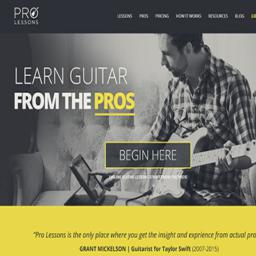 PRO
LESSONS
LESSONS PROS PRICING HOW IT WORKS RESOURCES BLOG
LEARN GUITAR
FROM THE PROS
BEGIN HERE
"Pro Lessons is the only place where you get the insight and exprience from actual pro
GRANT MICKELSON | Guitarist for Taylor Swift (2007-2015)